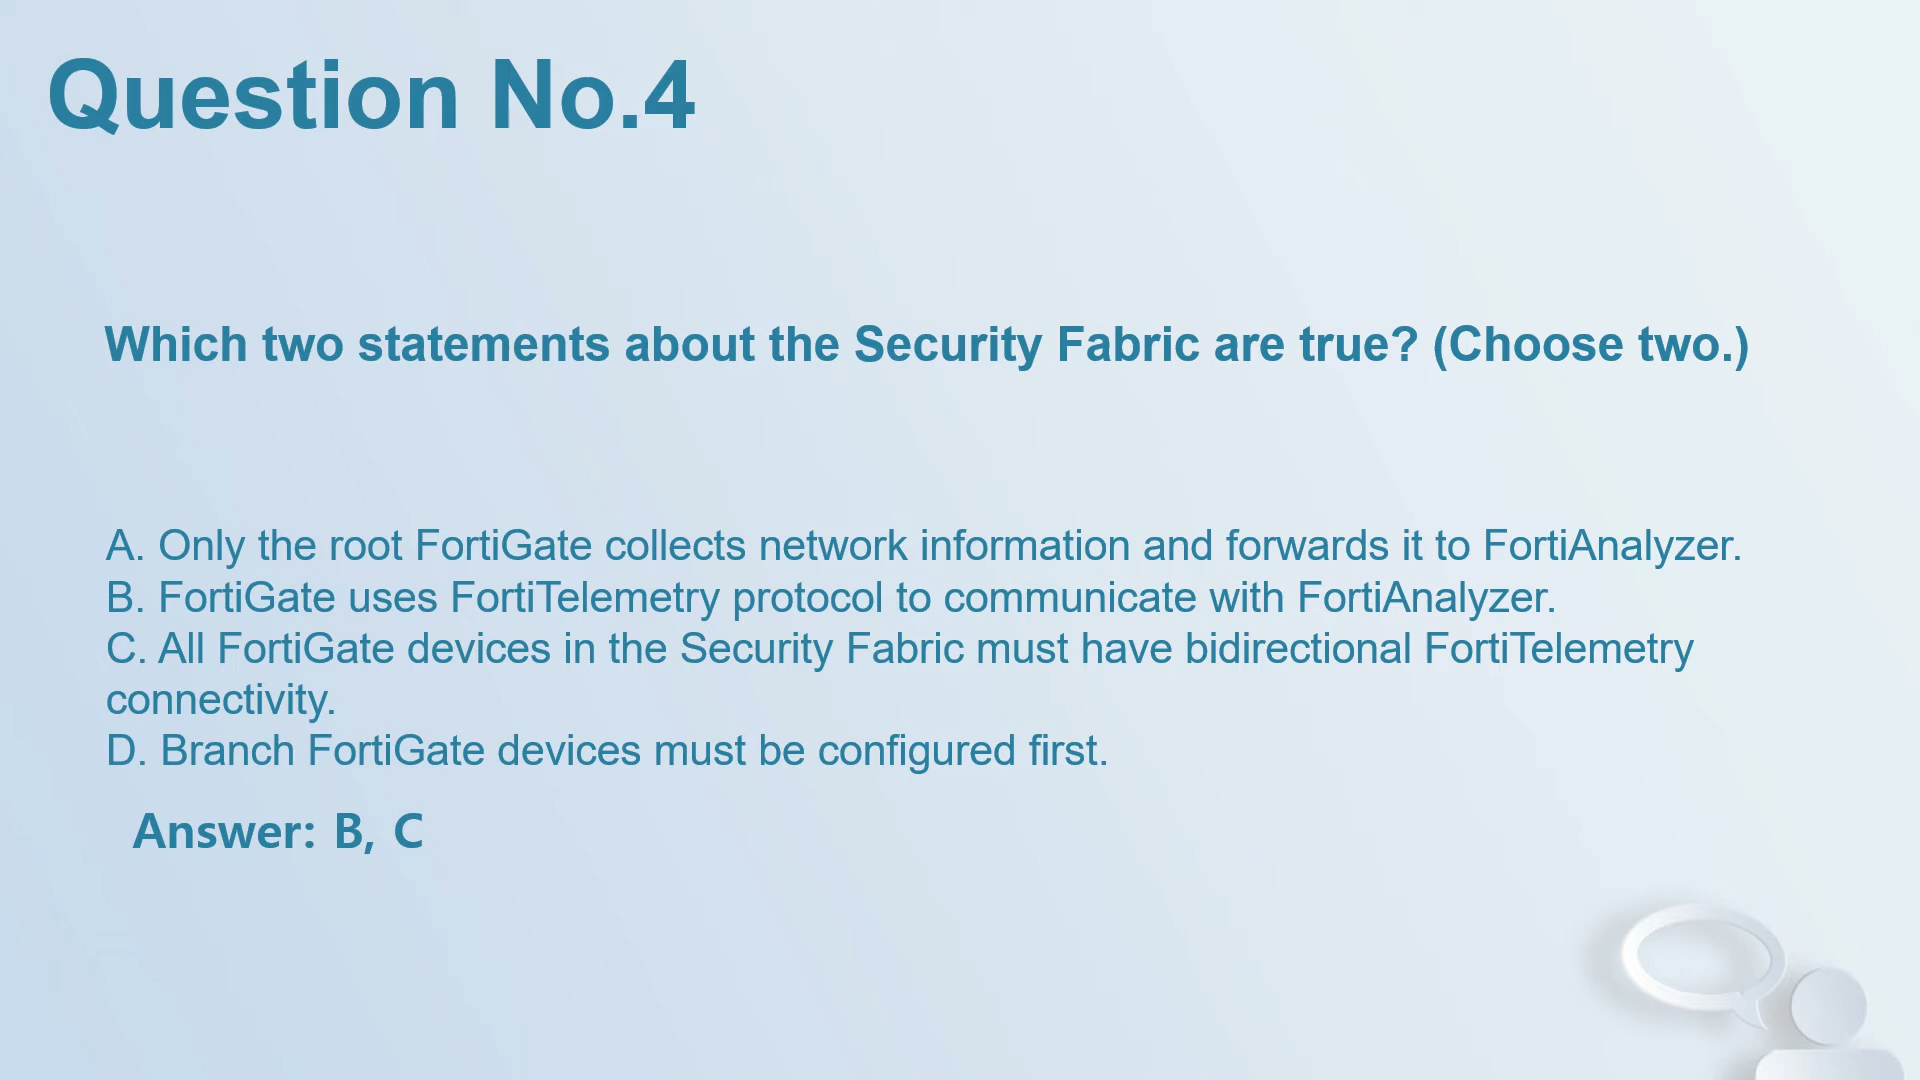 Question No.4
Which two statements about the Security Fabric are true? (Choose two.)
A. Only the root FortiGate collects network information and forwards it to FortiAnalyzer.
B. FortiGate uses FortiTelemetry protocol to communicate with FortiAnalyzer.
C. All FortiGate devices in the Security Fabric must have bidirectional FortiTelemetry
connectivity.
D. Branch FortiGate devices must be configured first.
Answer: B, C